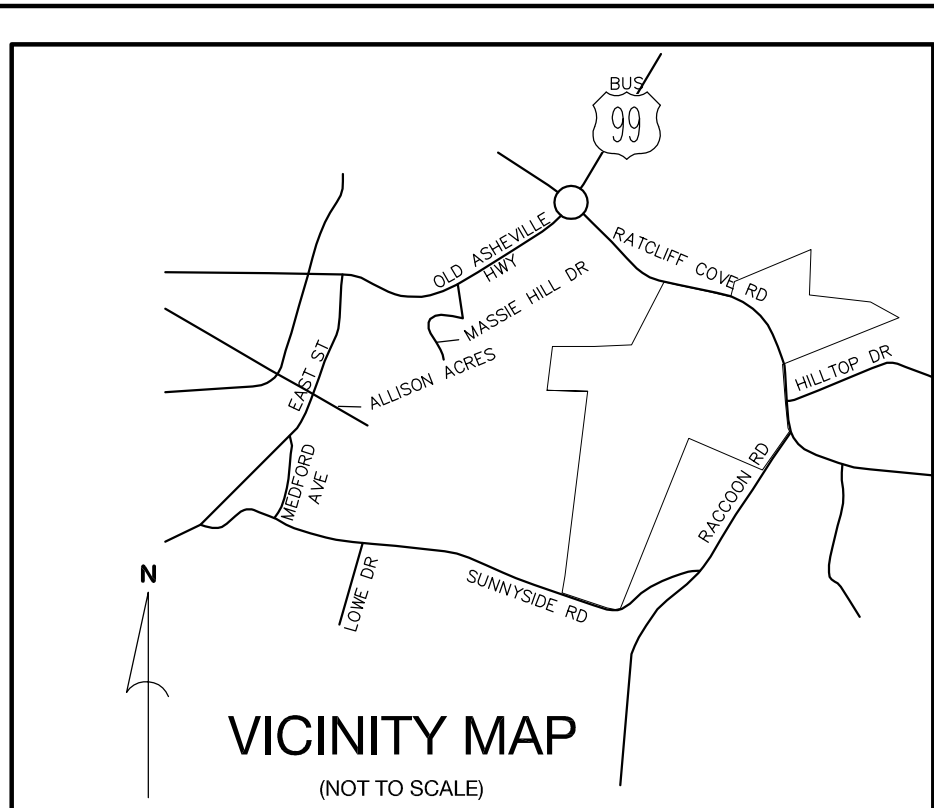 BUS
99
OLD ASHEVILLE
HWY
RATCLIFF COVE RD
MASSIE HILL DR
ALLISON ACRES
EAST ST
HILLTOP DR
MEDFORD
AVE
RACCOON RD
LOWE DR
SUNNYSIDE RD
N
VICINITY MAP
(NOT TO SCALE)